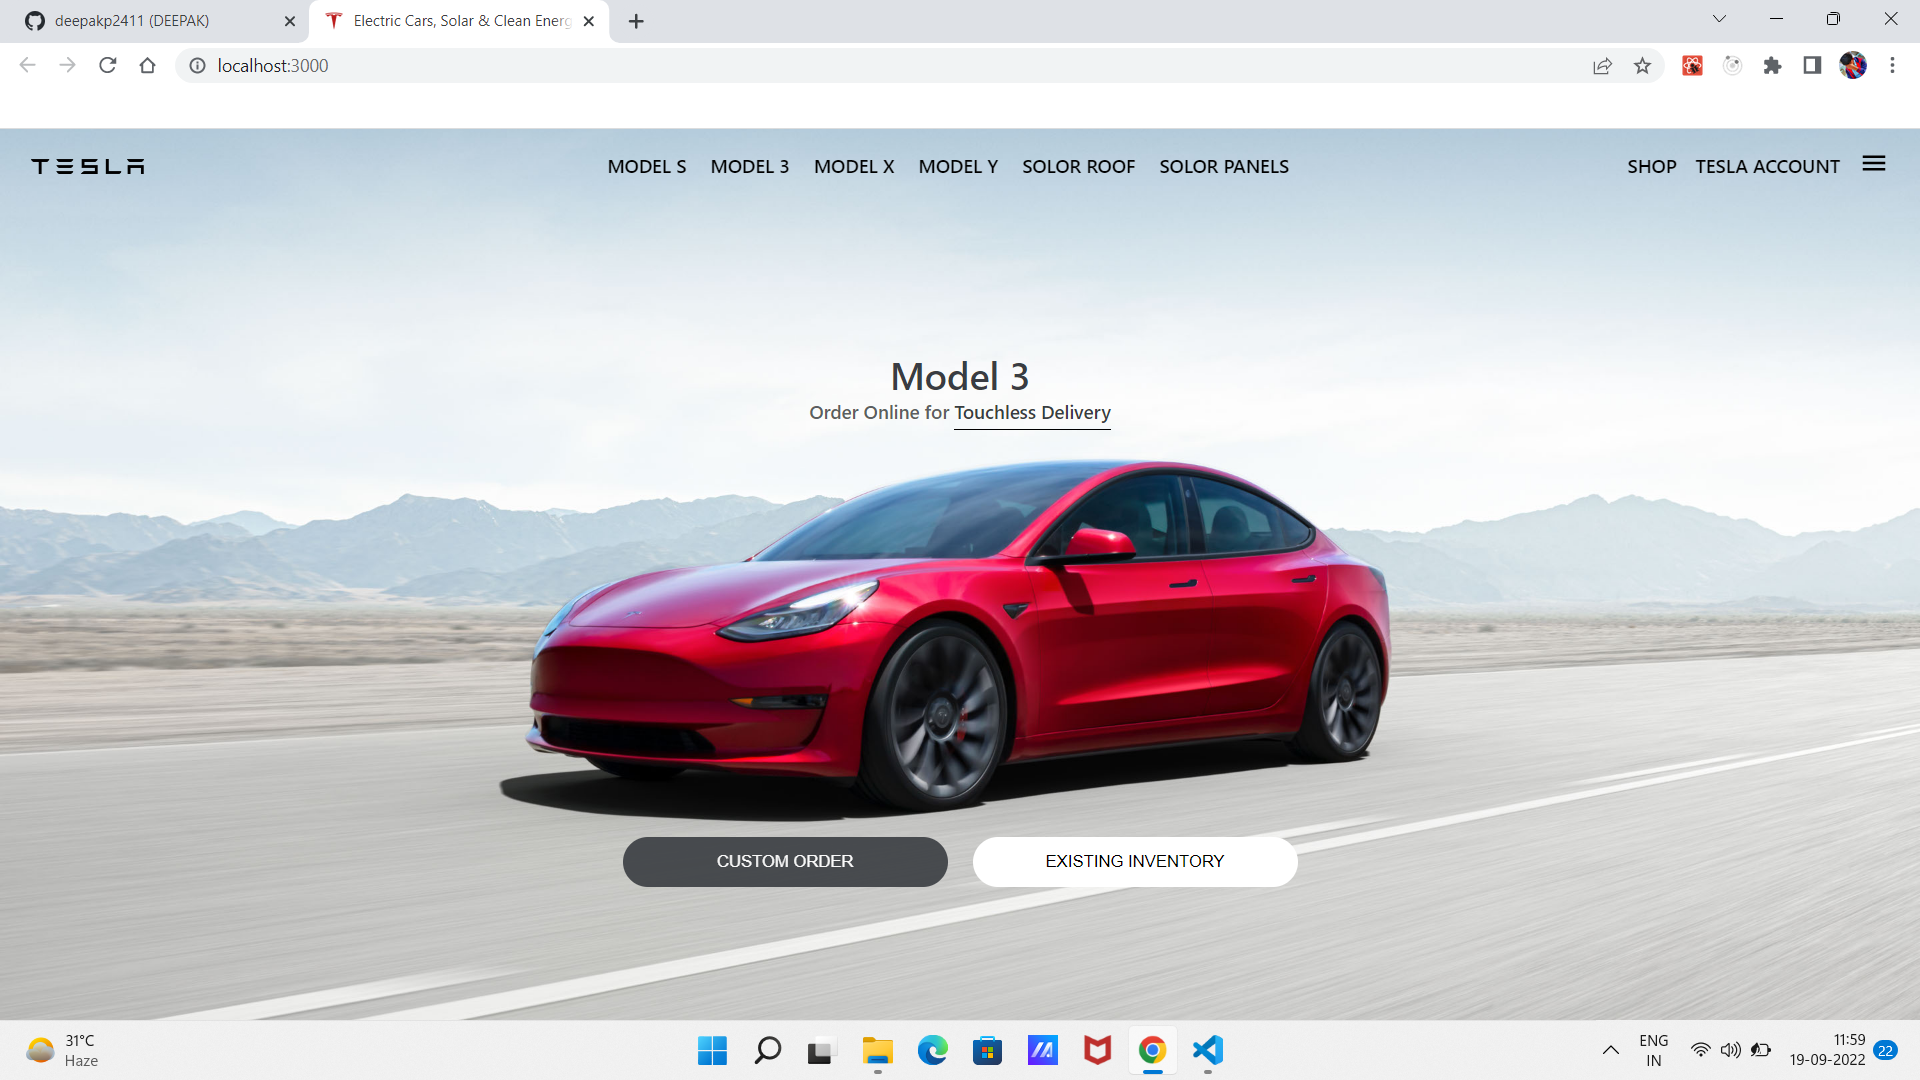 deepakp2411 (DEEPAK)
Electric Cars, Solar & Clean Energ
localhost:3000
TESLA
MODEL S MODEL 3 MODEL X MODEL Y SOLOR ROOF SOLOR PANELS
SHOP TESLA ACCOUNT
Model 3
Order Online for Touchless Delivery
CUSTOM ORDER
EXISTING INVENTORY
31°C
Haze
ENG
IN
11:59
19-09-2022
22